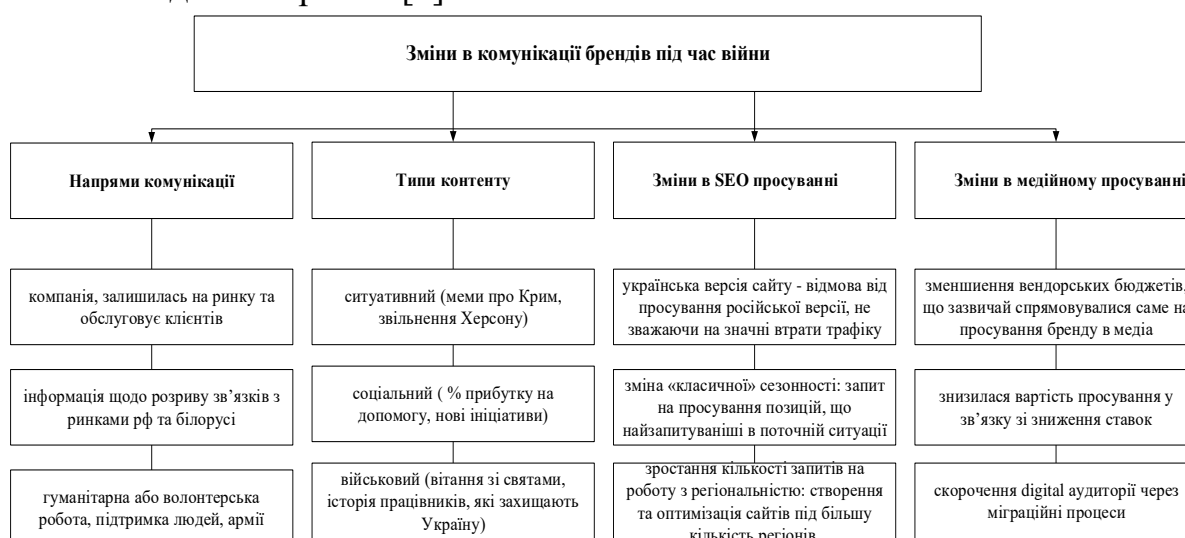 Зміни в комунікації брендів під час війни
Напрями комунікації
компанія, залишилась на ринку та
обслуговує клієнтів
інформація щодо розриву зв’язків з
ринками рф та білорусі
гуманітарна або волонтерська
робота, підтримка людей, армії
Типи контенту
ситуативний (меми про Крим,
звільнення Херсону)
соціальний ( % прибутку на
допомогу, нові ініціативи)
військовий (вітання зі святами,
історія працівників, які захищають
Україну)
Зміни в SEO просуванні
українська версія сайту - відмова від
просування російської версії, не
зважаючи на значні втрати трафіку
зміна «класичної» сезонності: запит
на просування позицій, що
найзапитуваніші в поточній ситуації
зростання кількості запитів на
роботу з регіональністю: створення
та оптимізація сайтів під більшу
кількість регіонів
Зміни в медійному просуванні
зменшиення вендорських бюджетів,
що зазвичай спрямовувалися саме на
просування бренду в медіа
знизилася вартість просування у
зв’язку зі зниження ставок
скорочення digital аудиторії через
міграційні процеси